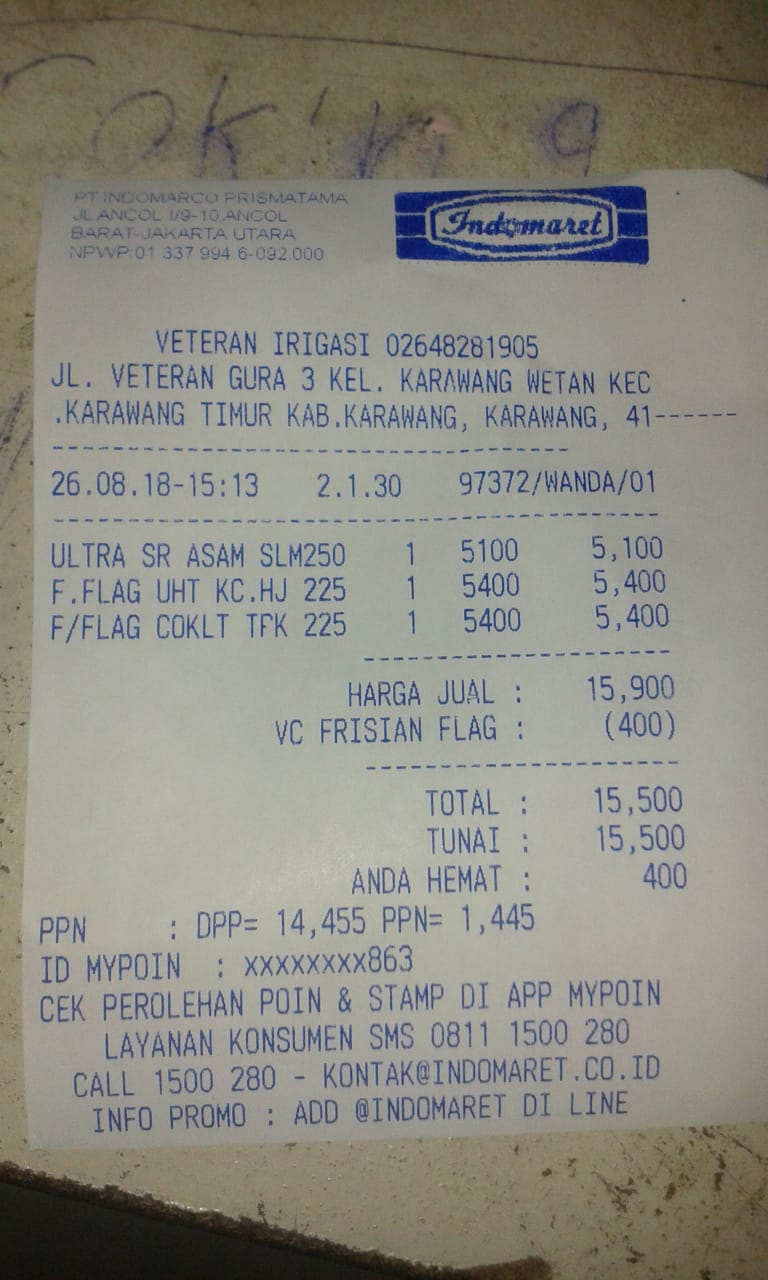 Cok'n 9
PT INDOMARCO PRISMATAMA
JL ANCOL I/9-10 ANCOL
BARAT-JAKARTA UTARA
NPWP:01 337 994.6-092.000
Indomaret
VETERAN IRIGASI 02648281905
JL. VETERAN GURA 3 KEL. KARAWANG WETAN KEC
.KARAWANG TIMUR KAB.KARAWANG, KARAWANG, 41------
26.08.18-15:13 2.1.30 97372/WANDA/01
ULTRA SR ASAM SLM250 1 5100 5,100
F.FLAG UHT KC.HJ 225 1 5400 5,400
F/FLAG COKLT TFK 225 1 5400 5,400
HARGA JUAL : 15,900
VC FRISIAN FLAG : (400)
TOTAL : 15,500
TUNAI : 15,500
ANDA HEMAT : 400
PPN : DPP= 14,455 PPN= 1,445
ID MYPOIN : xxxxxxxx863
CEK PEROLEHAN POIN & STAMP DI APP MYPOIN
LAYANAN KONSUMEN SMS 0811 1500 280
CALL 1500 280 - KONTAK@INDOMARET.CO.ID
INFO PROMO : ADD @INDOMARET DI LINE